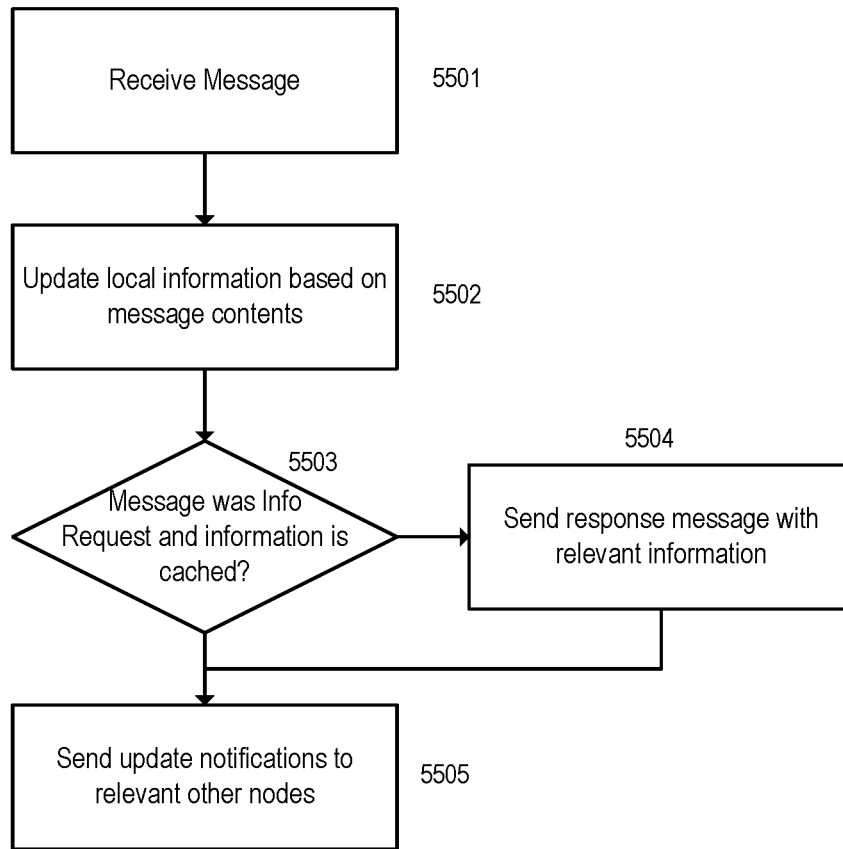 Receive Message
5501
Update local information based on
message contents
5502
5503
Message was Info
Request and information is
cached?
5504
Send response message with
relevant information
Send update notifications to
relevant other nodes
5505